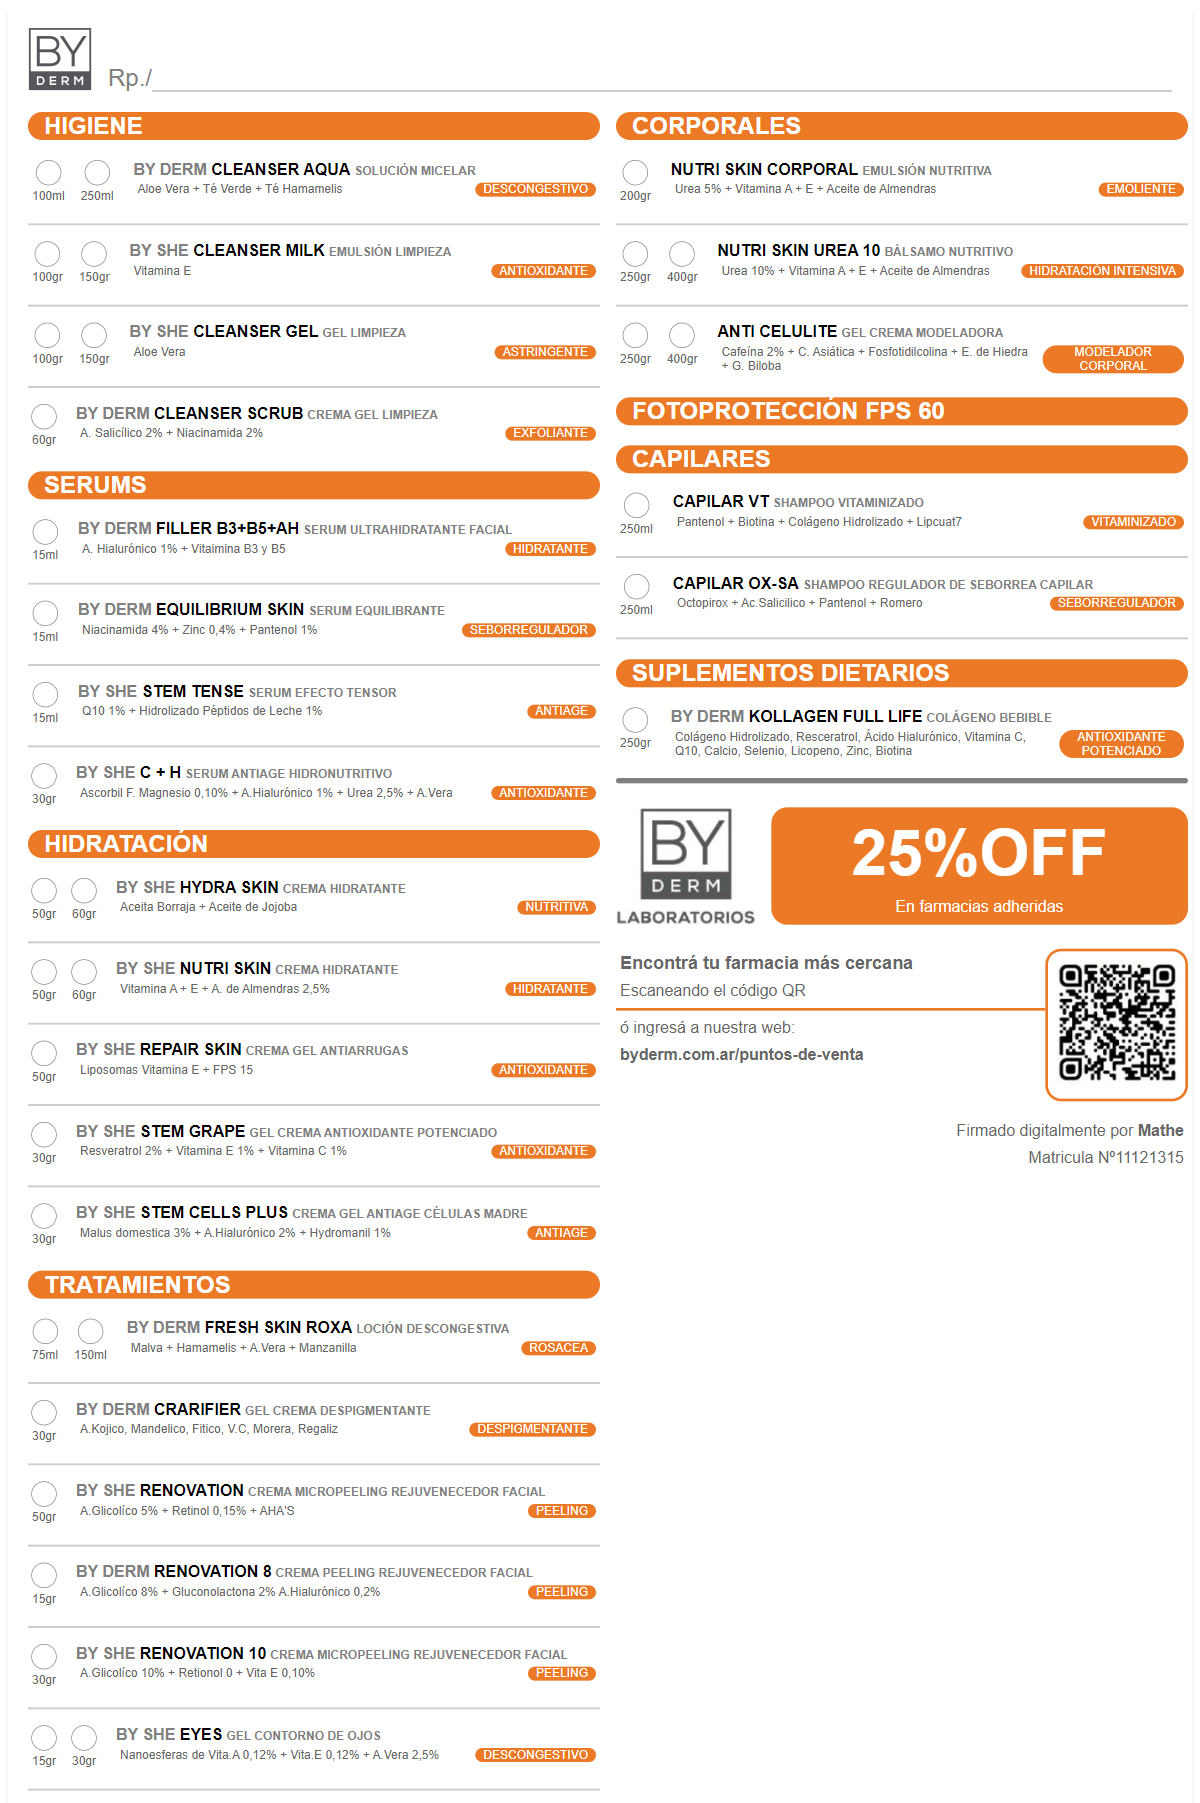 BY
DERM
Rp./
HIGIENE
100ml 250ml
BY DERM CLEANSER AQUA SOLUCIÓN MICELAR
Aloe Vera + Té Verde + Té Hamamelis
DESCONGESTIVO
100gr 150gr
BY SHE CLEANSER MILK EMULSIÓN LIMPIEZA
Vitamina E
ANTIOXIDANTE
100gr 150gr
BY SHE CLEANSER GEL GEL LIMPIEZA
Aloe Vera
ASTRINGENTE
60gr
BY DERM CLEANSER SCRUB CREMA GEL LIMPIEZA
A. Salicílico 2% + Niacinamida 2%
EXFOLIANTE
SERUMS
15ml
BY DERM FILLER B3+B5+AH SERUM ULTRAHIDRATANTE FACIAL
A. Hialurónico 1% + Vitaimina B3 y B5
HIDRATANTE
15ml
BY DERM EQUILIBRIUM SKIN SERUM EQUILIBRANTE
Niacinamida 4% + Zinc 0,4% + Pantenol 1%
SEBORREGULADOR
15ml
BY SHE STEM TENSE SERUM EFECTO TENSOR
Q10 1% + Hidrolizado Péptidos de Leche 1%
ANTIAGE
30gr
BY SHE C + H SERUM ANTIAGE HIDRONUTRITIVO
Ascorbil F. Magnesio 0,10% + A.Hialurónico 1% + Urea 2,5% + A.Vera
ANTIOXIDANTE
HIDRATACIÓN
50gr 60gr
BY SHE HYDRA SKIN CREMA HIDRATANTE
Aceita Borraja + Aceite de Jojoba
NUTRITIVA
50gr 60gr
BY SHE NUTRI SKIN CREMA HIDRATANTE
Vitamina A + E + A. de Almendras 2,5%
HIDRATANTE
50gr
BY SHE REPAIR SKIN CREMA GEL ANTIARRUGAS
Liposomas Vitamina E + FPS 15
ANTIOXIDANTE
30gr
BY SHE STEM GRAPE GEL CREMA ANTIOXIDANTE POTENCIADO
Resveratrol 2% + Vitamina E 1% + Vitamina C 1%
ANTIOXIDANTE
30gr
BY SHE STEM CELLS PLUS CREMA GEL ANTIAGE CÉLULAS MADRE
Malus domestica 3% + A.Hialurónico 2% + Hydromanil 1%
ANTIAGE
TRATAMIENTOS
75ml 150ml
BY DERM FRESH SKIN ROXA LOCIÓN DESCONGESTIVA
Malva + Hamamelis + A.Vera + Manzanilla
ROSACEA
30gr
BY DERM CRARIFIER GEL CREMA DESPIGMENTANTE
A.Kojico, Mandelico, Fitico, V.C, Morera, Regaliz
DESPIGMENTANTE
50gr
BY SHE RENOVATION CREMA MICROPEELING REJUVENECEDOR FACIAL
A.Glicolíco 5% + Retinol 0,15% + AHA'S
PEELING
15gr
BY DERM RENOVATION 8 CREMA PEELING REJUVENECEDOR FACIAL
A.Glicolíco 8% + Gluconolactona 2% A.Hialurónico 0,2%
PEELING
30gr
BY SHE RENOVATION 10 CREMA MICROPEELING REJUVENECEDOR FACIAL
A.Glicolíco 10% + Retionol 0 + Vita E 0,10%
PEELING
15gr 30gr
BY SHE EYES GEL CONTORNO DE OJOS
Nanoesferas de Vita.A 0,12% + Vita.E 0,12% + A.Vera 2,5%
DESCONGESTIVO
CORPORALES
200gr
NUTRI SKIN CORPORAL EMULSIÓN NUTRITIVA
Urea 5% + Vitamina A + E + Aceite de Almendras
EMOLIENTE
250gr 400gr
NUTRI SKIN UREA 10 BÁLSAMO NUTRITIVO
Urea 10% + Vitamina A + E + Aceite de Almendras
HIDRATACIÓN INTENSIVA
250gr 400gr
ANTI CELULITE GEL CREMA MODELADORA
Cafeína 2% + C. Asiática + Fosfotidilcolina + E. de Hiedra
+ G. Biloba
MODELADOR
CORPORAL
FOTOPROTECCIÓN FPS 60
CAPILARES
250ml
CAPILAR VT SHAMPOO VITAMINIZADO
Pantenol + Biotina + Colágeno Hidrolizado + Lipcuat7
VITAMINIZADO
250ml
CAPILAR OX-SA SHAMPOO REGULADOR DE SEBORREA CAPILAR
Octopirox + Ac.Salicilico + Pantenol + Romero
SEBORREGULADOR
SUPLEMENTOS DIETARIOS
250gr
BY DERM KOLLAGEN FULL LIFE COLÁGENO BEBIBLE
Colágeno Hidrolizado, Resceratrol, Ácido Hialurónico, Vitamina C,
Q10, Calcio, Selenio, Licopeno, Zinc, Biotina
ANTIOXIDANTE
POTENCIADO
BY
DERM
LABORATORIOS
25%OFF
En farmacias adheridas
Encontrá tu farmacia más cercana
Escaneando el código QR
ó ingresá a nuestra web:
byderm.com.ar/puntos-de-venta
Firmado digitalmente por Mathe
Matricula Nº11121315